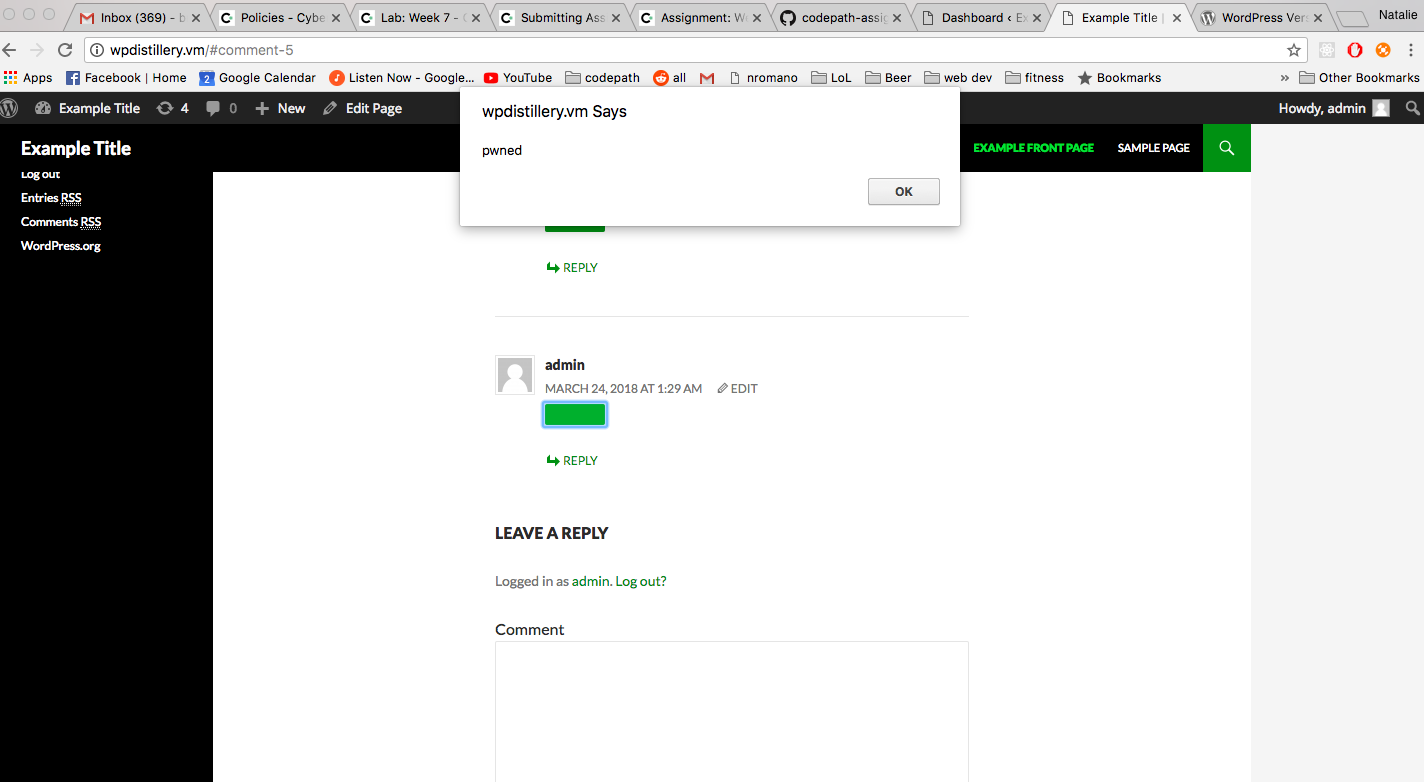 Inbox (369) - b
Policies - Cybe
Lab: Week 7 - C
Submitting Ass
Assignment: We
codepath-assig
Dashboard ‹ Ex
Example Title |
WordPress Vers
Natalie
wpdistillery.vm/#comment-5
Apps
Facebook | Home
2 Google Calendar
Listen Now - Google...
YouTube
codepath
all
nromano
LoL
Beer
web dev
fitness
Bookmarks
»
Other Bookmarks
Example Title
4
0
New
Edit Page
Howdy, admin
wpdistillery.vm Says
pwned
OK
Example Title
EXAMPLE FRONT PAGE
SAMPLE PAGE
Log out
Entries RSS
Comments RSS
WordPress.org
REPLY
admin
MARCH 24, 2018 AT 1:29 AM
EDIT
REPLY
LEAVE A REPLY
Logged in as admin. Log out?
Comment